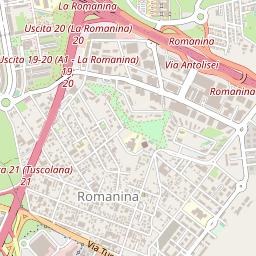 La Romanina
Uscita 20 (La Romanina)
20
Romanina
Uscita 19-20 (A1 - La Romanina)
19
20
Via Antolisei
Romanina
21 (Tuscolana)
21
Romanina